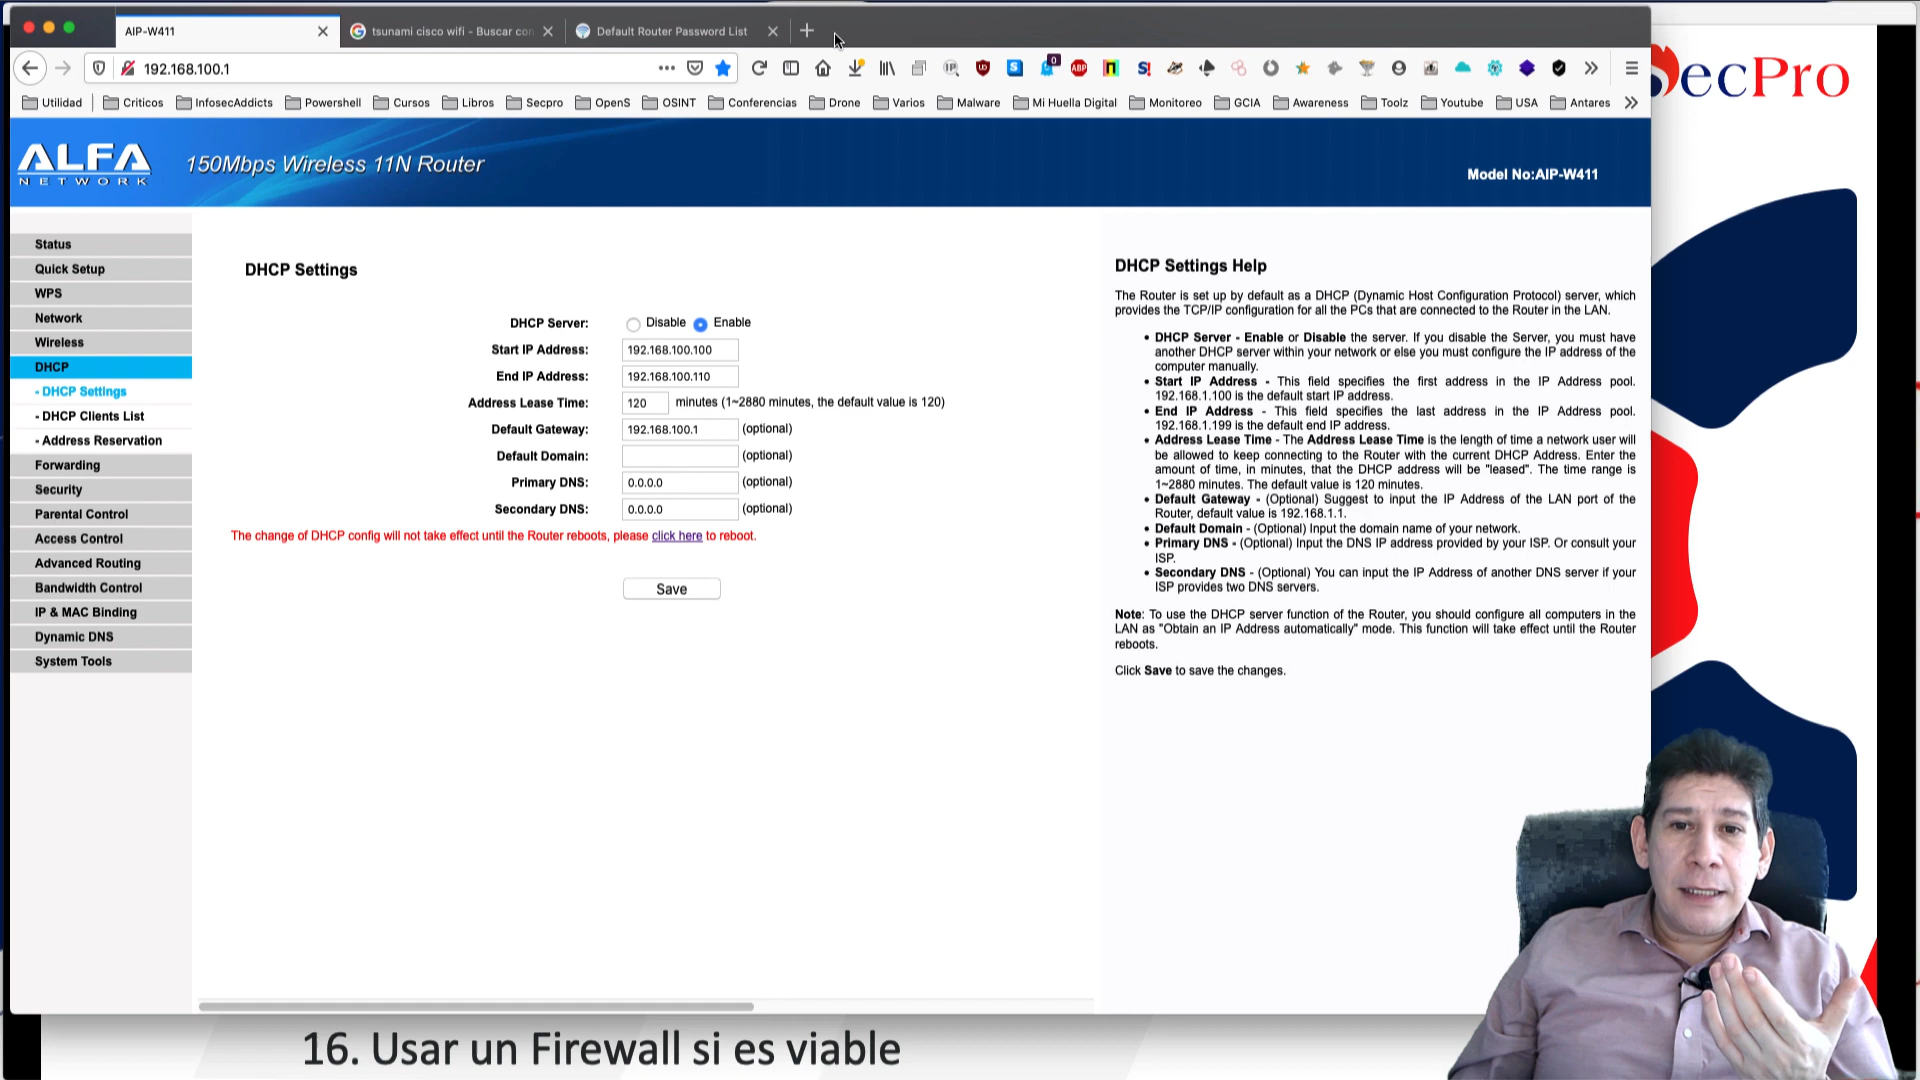 AIP-W411
tsunami cisco wifi - Buscar con
Default Router Password List
192.168.100.1
Utilidad
Criticos
InfosecAddicts
Powershell
Cursos
Libros
Secpro
OpenS
OSINT
Conferencias
Drone
Varios
Malware
Mi Huella Digital
Monitoreo
GCIA
Awareness
Toolz
Youtube
USA
Antares
SecPro
ALFA
NETWORK
150Mbps Wireless 11N Router
Model No:AIP-W411
Status
Quick Setup
WPS
Network
Wireless
DHCP
- DHCP Settings
- DHCP Clients List
- Address Reservation
Forwarding
Security
Parental Control
Access Control
Advanced Routing
Bandwidth Control
IP & MAC Binding
Dynamic DNS
System Tools
DHCP Settings
DHCP Server: Disable Enable
Start IP Address: 192.168.100.100
End IP Address: 192.168.100.110
Address Lease Time: 120 minutes (1~2880 minutes, the default value is 120)
Default Gateway: 192.168.100.1 (optional)
Default Domain: (optional)
Primary DNS: 0.0.0.0 (optional)
Secondary DNS: 0.0.0.0 (optional)
The change of DHCP config will not take effect until the Router reboots, please click here to reboot.
Save
DHCP Settings Help
The Router is set up by default as a DHCP (Dynamic Host Configuration Protocol) server, which
provides the TCP/IP configuration for all the PCs that are connected to the Router in the LAN.
• DHCP Server - Enable or Disable the server. If you disable the Server, you must have
another DHCP server within your network or else you must configure the IP address of the
computer manually.
• Start IP Address - This field specifies the first address in the IP Address pool.
192.168.1.100 is the default start IP address.
• End IP Address - This field specifies the last address in the IP Address pool.
192.168.1.199 is the default end IP address.
• Address Lease Time - The Address Lease Time is the length of time a network user will
be allowed to keep connecting to the Router with the current DHCP Address. Enter the
amount of time, in minutes, that the DHCP address will be "leased". The time range is
1~2880 minutes. The default value is 120 minutes.
• Default Gateway - (Optional) Suggest to input the IP Address of the LAN port of the
Router, default value is 192.168.1.1.
• Default Domain - (Optional) Input the domain name of your network.
• Primary DNS - (Optional) Input the DNS IP address provided by your ISP. Or consult your
ISP.
• Secondary DNS - (Optional) You can input the IP Address of another DNS server if your
ISP provides two DNS servers.
Note: To use the DHCP server function of the Router, you should configure all computers in the
LAN as "Obtain an IP Address automatically" mode. This function will take effect until the Router
reboots.
Click Save to save the changes.
16. Usar un Firewall si es viable